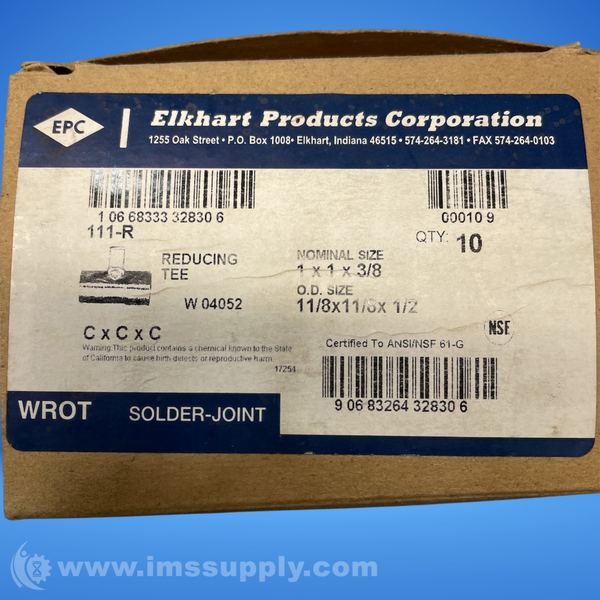 EPC
Elkhart Products Corporation
1255 Oak Street • P.O. Box 1008• Elkhart, Indiana 46515 • 574-264-3181 • FAX 574-264-0103
1 06 68333 32830 6
00010 9
111-R
QTY: 10
REDUCING
TEE
NOMINAL SIZE
1 x 1 x 3/8
O.D. SIZE
W 04052
11/8x11/8x 1/2
C x C x C
NSF
Warning:This product contains a chemical known to the State
of California to cause birth defects or reproductive harm.
Certified To ANSI/NSF 61-G
17254
9 06 83264 32830 6
WROT SOLDER-JOINT
www.imssupply.com